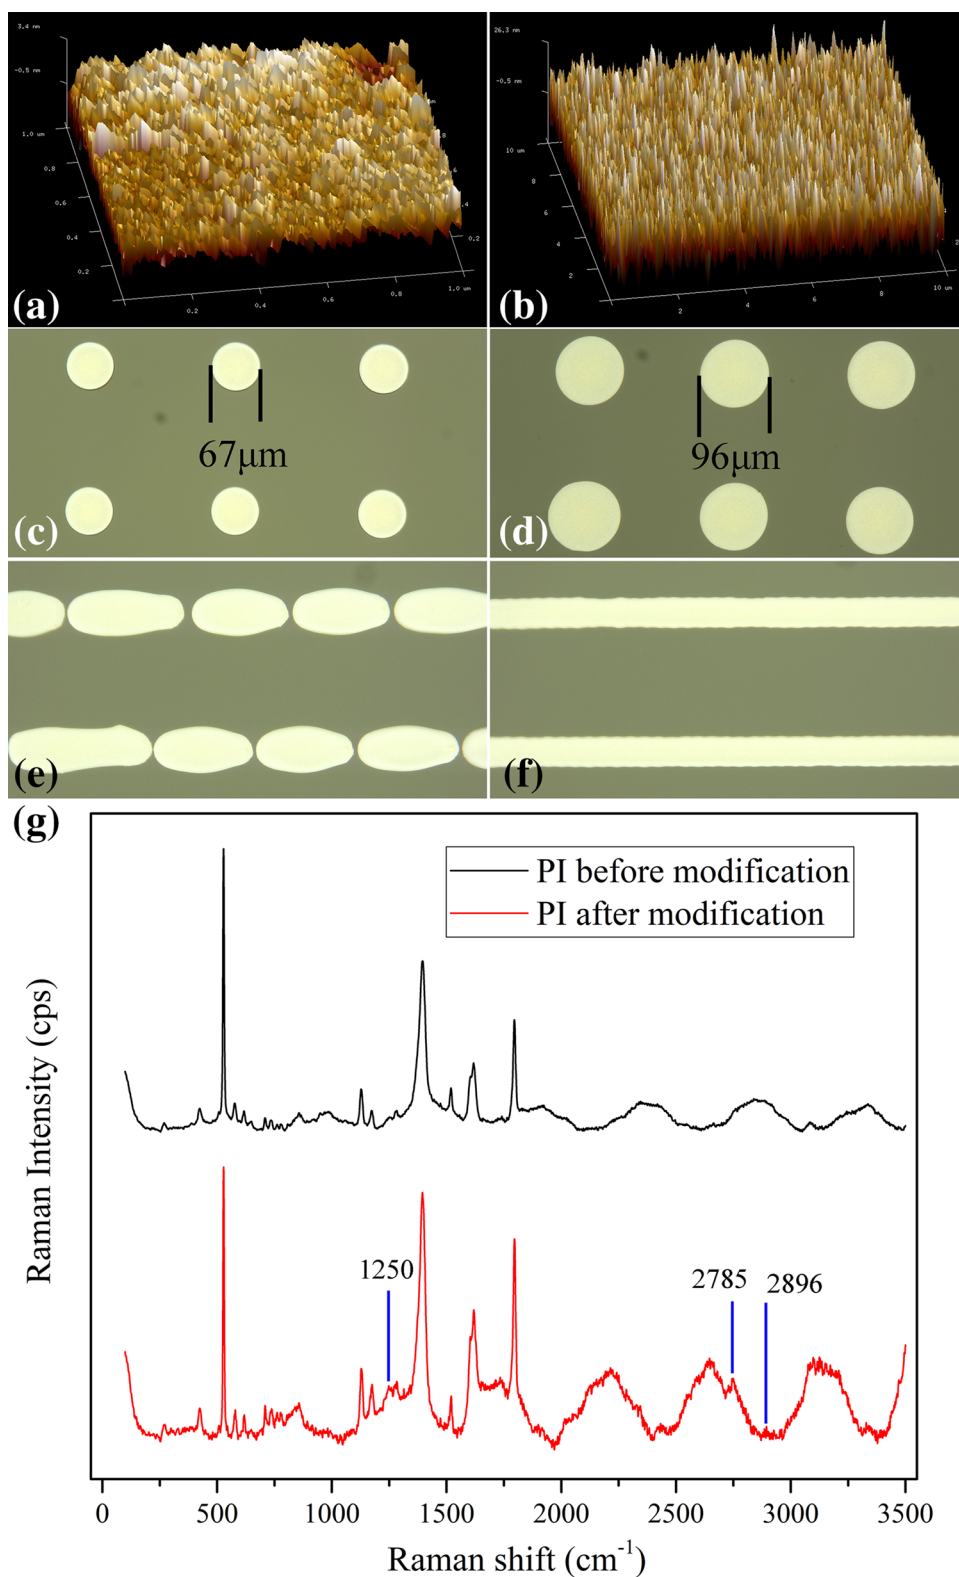 3.4 nm
-0.5 nm
1.0 um
0.8
0.6
0.4
0.2
0.2
0.4
0.6
0.8
1.0 um
0.2
(a)
26.3 nm
-0.5 nm
10 um
8
6
4
2
2
4
6
8
10 um
(b)
67μm
(c)
96μm
(d)
(e)
(f)
(g)
PI before modification
PI after modification
1250
2785
2896
Raman Intensity (cps)
0 500 1000 1500 2000 2500 3000 3500
Raman shift (cm⁻¹)